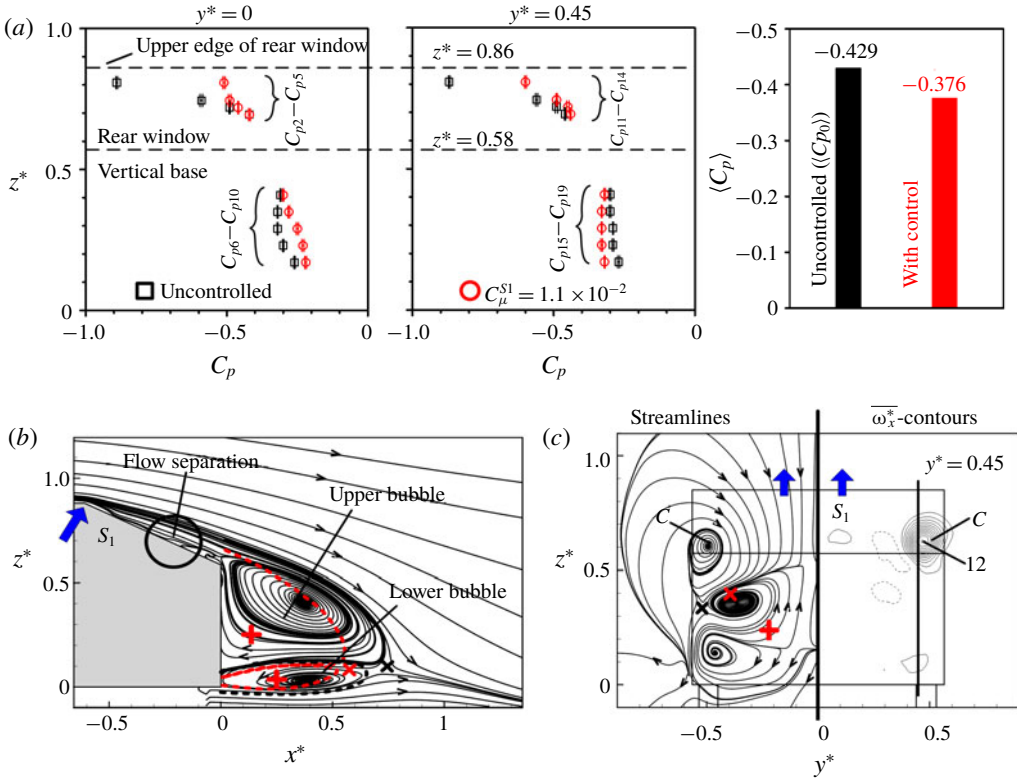 (a)
y* = 0
y* = 0.45
1.0
Upper edge of rear window
z* = 0.86
C_p2–C_p5
C_p11–C_p14
Rear window
z* = 0.58
0.5
z*
Vertical base
C_p6–C_p10
C_p15–C_p19
Uncontrolled
C_μ^S1 = 1.1 × 10^−2
0
−1.0
−0.5
0
−1.0
−0.5
0
C_p
C_p
−0.5
−0.4
−0.3
−0.2
−0.1
0
⟨C_p⟩
−0.429
−0.376
Uncontrolled (⟨C_p0⟩)
With control
(b)
Flow separation
Upper bubble
Lower bubble
S_1
1.0
0.5
0
z*
−0.5
0
0.5
1
x*
(c)
Streamlines
ω_x^*-contours
y* = 0.45
S_1
C
C
12
1.0
0.5
0
z*
−0.5
0
0.5
y*